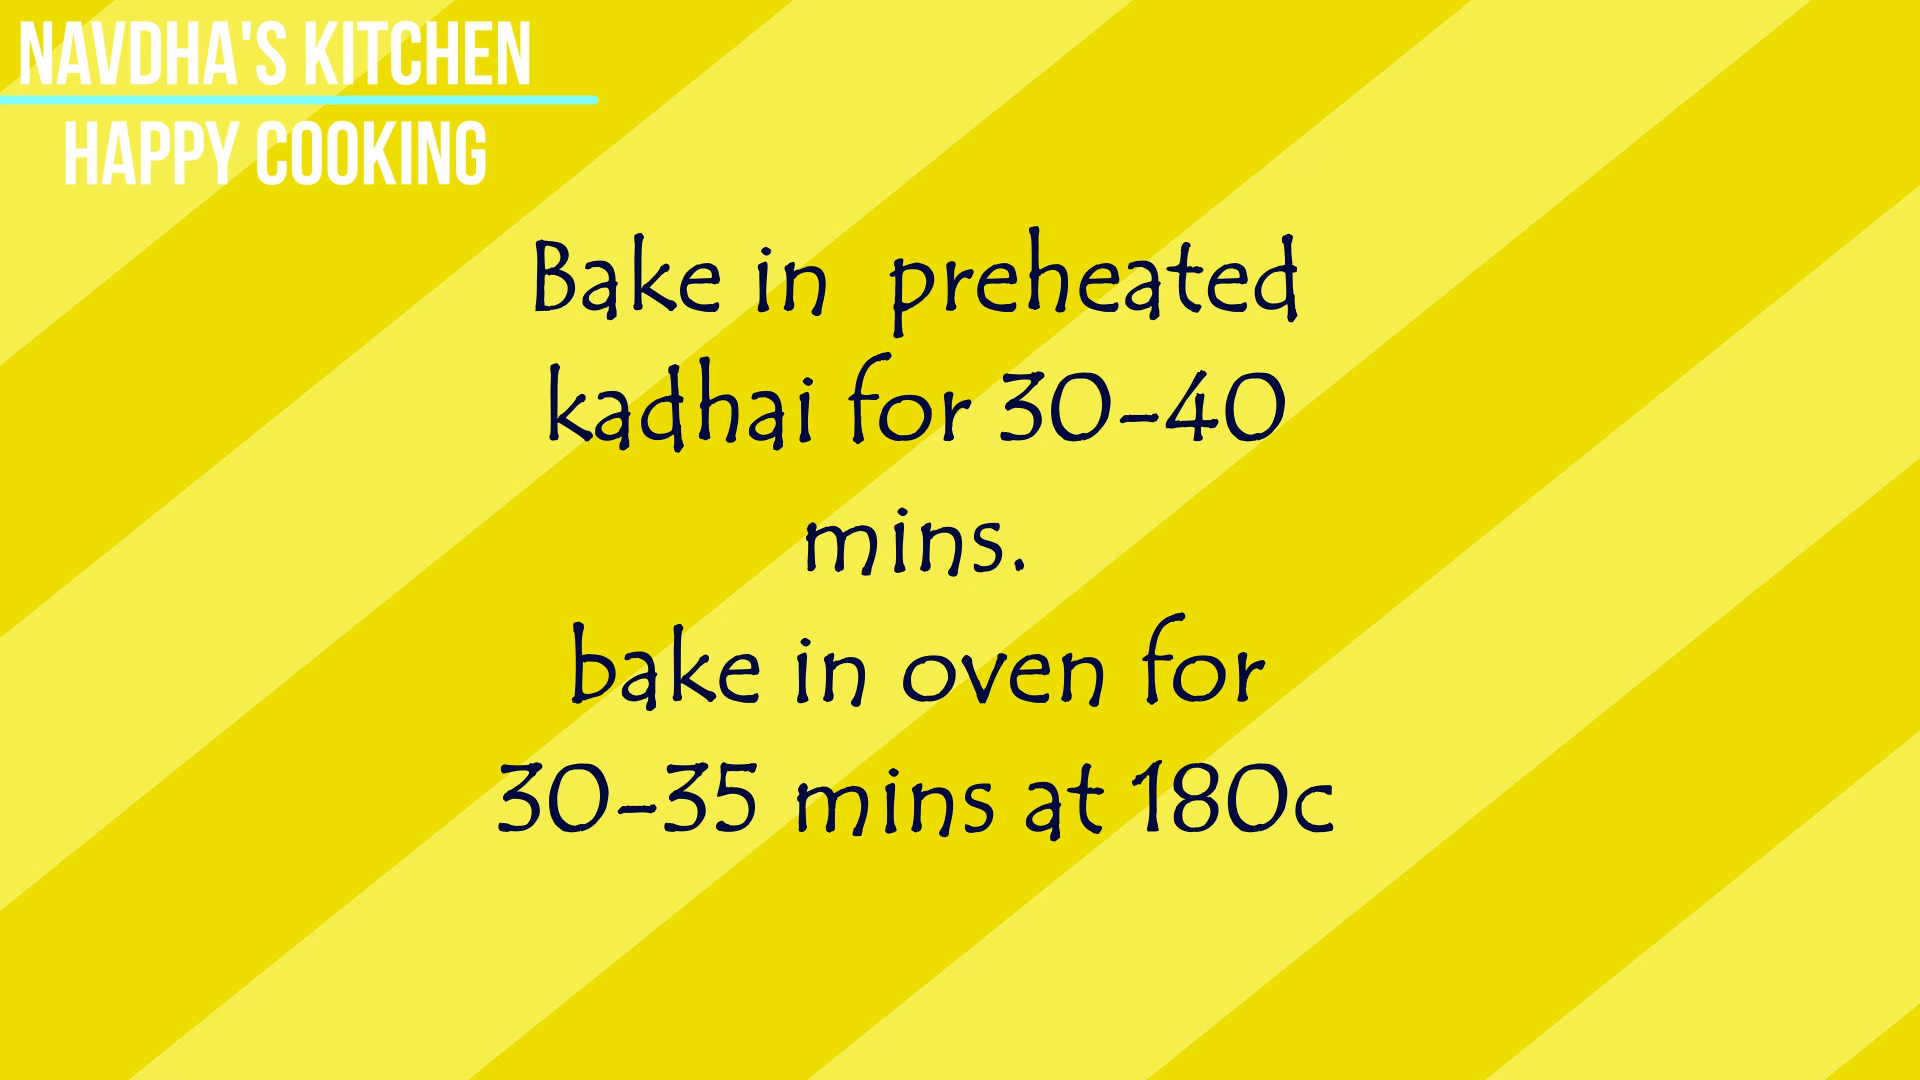 NAVDHA'S KITCHEN
HAPPY COOKING
Bake in preheated
kadhai for 30-40
mins.
bake in oven for
30-35 mins at 180c